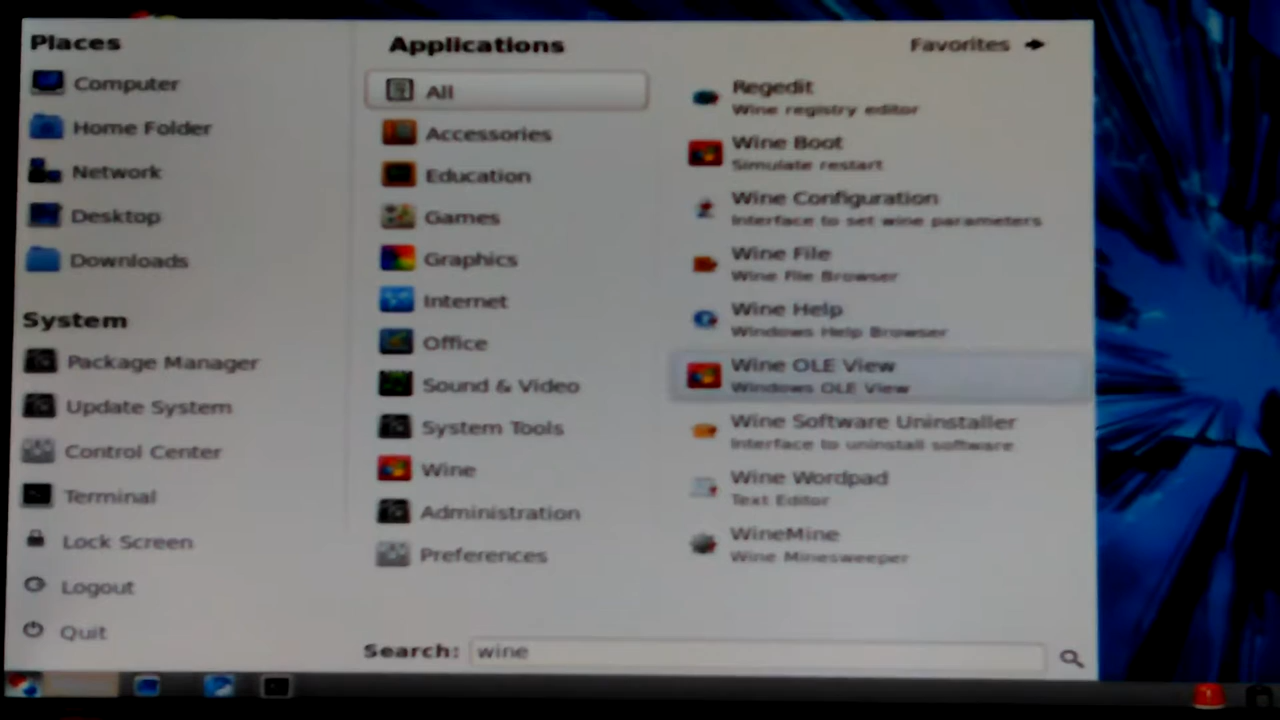 Places
Computer
Home Folder
Network
Desktop
Downloads
System
Package Manager
Update System
Control Center
Terminal
Lock Screen
Logout
Quit
Applications
Favorites
All
Accessories
Education
Games
Graphics
Internet
Office
Sound & Video
System Tools
Wine
Administration
Preferences
Regedit
Wine registry editor
Wine Boot
Simulate restart
Wine Configuration
Interface to set wine parameters
Wine File
Wine File Browser
Wine Help
Windows Help Browser
Wine OLE View
Windows OLE View
Wine Software Uninstaller
Interface to uninstall software
Wine Wordpad
Text Editor
WineMine
Wine Minesweeper
Search: wine